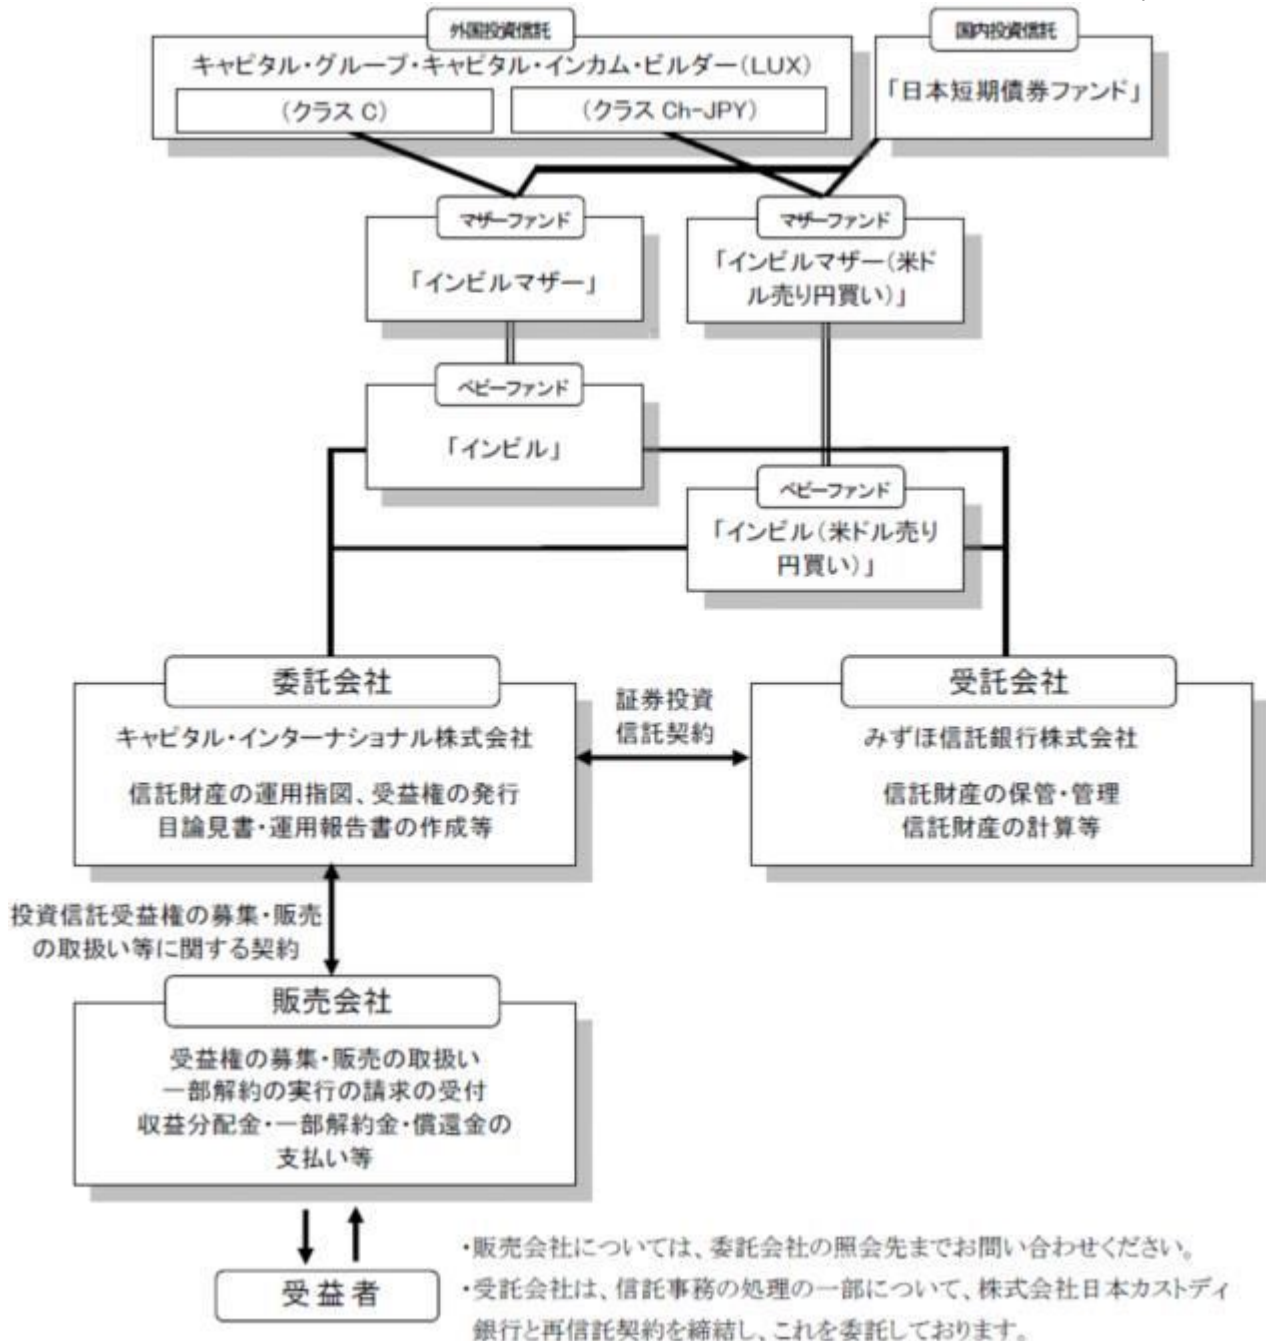 外国投資信託
キャピタル・グループ・キャピタル・インカム・ビルダー(LUX)
(クラス C)
(クラス Ch-JPY)
国内投資信託
「日本短期債券ファンド」
マザーファンド
「インビルマザー」
マザーファンド
「インビルマザー(米ド
ル売り円買い)」
ベビーファンド
「インビル」
ベビーファンド
「インビル(米ドル売り
円買い)」
委託会社
キャピタル・インターナショナル株式会社
信託財産の運用指図、受益権の発行
目論見書・運用報告書の作成等
証券投資
信託契約
受託会社
みずほ信託銀行株式会社
信託財産の保管・管理
信託財産の計算等
投資信託受益権の募集・販売
の取扱い等に関する契約
販売会社
受益権の募集・販売の取扱い
一部解約の実行の請求の受付
収益分配金・一部解約金・償還金の
支払い等
受益者
・販売会社については、委託会社の照会先までお問い合わせください。
・受託会社は、信託事務の処理の一部について、株式会社日本カストディ
銀行と再信託契約を締結し、これを委託しております。